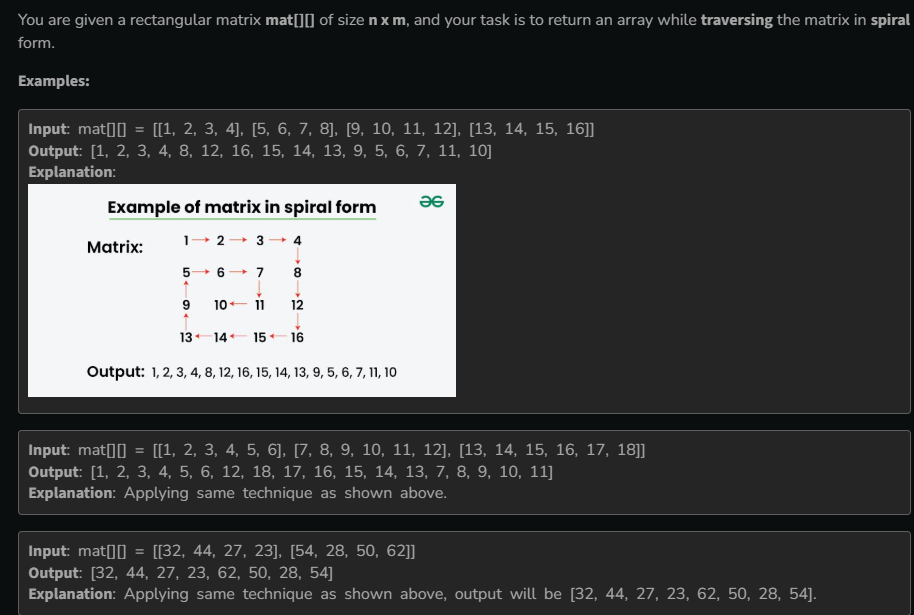 You are given a rectangular matrix mat[][] of size n x m, and your task is to return an array while traversing the matrix in spiral
form.
Examples:
Input: mat[][] = [[1, 2, 3, 4], [5, 6, 7, 8], [9, 10, 11, 12], [13, 14, 15, 16]]
Output: [1, 2, 3, 4, 8, 12, 16, 15, 14, 13, 9, 5, 6, 7, 11, 10]
Explanation:
Example of matrix in spiral form
Matrix:
1 2 3 4
5 6 7 8
9 10 11 12
13 14 15 16
Output: 1, 2, 3, 4, 8, 12, 16, 15, 14, 13, 9, 5, 6, 7, 11, 10
Input: mat[][] = [[1, 2, 3, 4, 5, 6], [7, 8, 9, 10, 11, 12], [13, 14, 15, 16, 17, 18]]
Output: [1, 2, 3, 4, 5, 6, 12, 18, 17, 16, 15, 14, 13, 7, 8, 9, 10, 11]
Explanation: Applying same technique as shown above.
Input: mat[][] = [[32, 44, 27, 23], [54, 28, 50, 62]]
Output: [32, 44, 27, 23, 62, 50, 28, 54]
Explanation: Applying same technique as shown above, output will be [32, 44, 27, 23, 62, 50, 28, 54].